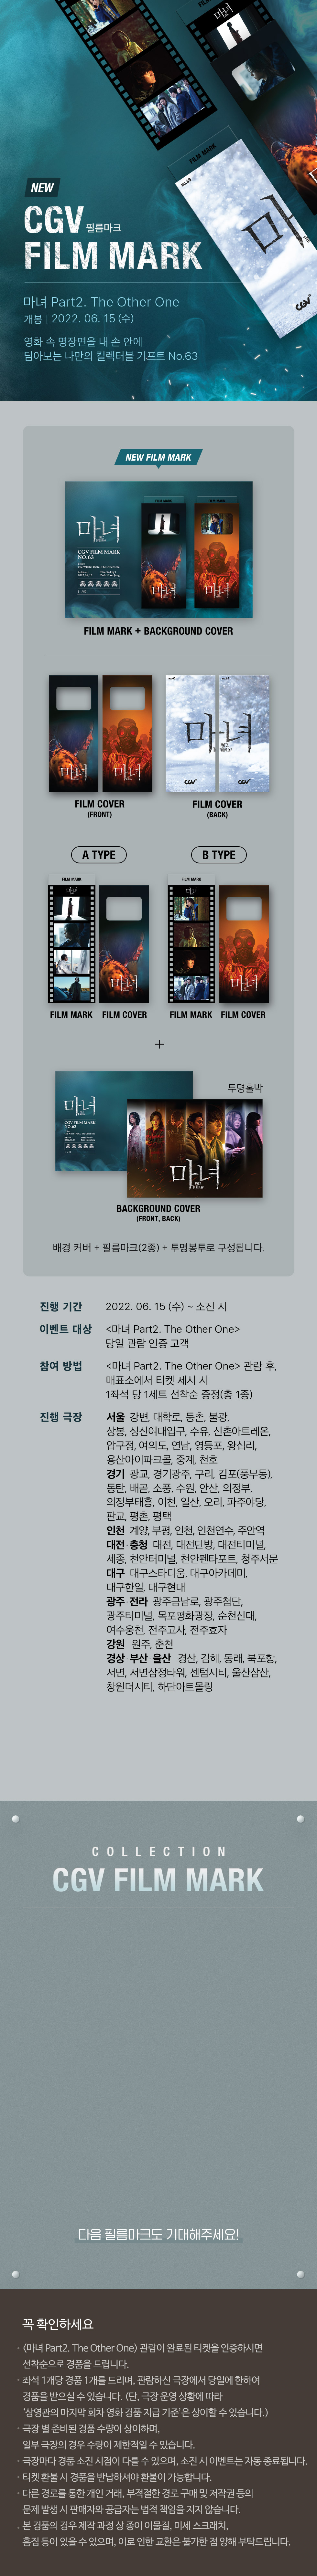 FILM MARK
no.63
마
CGV
NEW
CGV 필름마크
FILM MARK
마녀 Part2. The Other One
개봉 | 2022. 06. 15 (수)
영화 속 명장면을 내 손 안에
담아보는 나만의 컬렉터블 기프트 No.63
NEW FILM MARK
마녀
CGV FILM MARK
NO.63
FILM MARK + BACKGROUND COVER
마녀
마녀
마녀
CGV
CGV
FILM COVER
(FRONT)
FILM COVER
(BACK)
A TYPE
B TYPE
FILM MARK
마녀
마녀
FILM MARK
마녀
마녀
FILM MARK
FILM COVER
FILM MARK
FILM COVER
+
투명홀박
마녀
CGV FILM MARK
NO.63
마녀
BACKGROUND COVER
(FRONT, BACK)
배경 커버 + 필름마크(2종) + 투명봉투로 구성됩니다.
진행 기간 2022. 06. 15 (수) ~ 소진 시
이벤트 대상 <마녀 Part2. The Other One>
당일 관람 인증 고객
참여 방법 <마녀 Part2. The Other One> 관람 후,
매표소에서 티켓 제시 시
1좌석 당 1세트 선착순 증정(총 1종)
진행 극장 서울 강변, 대학로, 등촌, 불광,
상봉, 성신여대입구, 수유, 신촌아트레온,
압구정, 여의도, 연남, 영등포, 왕십리,
용산아이파크몰, 중계, 천호
경기 광교, 경기광주, 구리, 김포(풍무동),
동탄, 배곧, 소풍, 수원, 안산, 의정부,
의정부태흥, 이천, 일산, 오리, 파주야당,
판교, 평촌, 평택
인천 계양, 부평, 인천, 인천연수, 주안역
대전·충청 대전, 대전탄방, 대전터미널,
세종, 천안터미널, 천안펜타포트, 청주서문
대구 대구스타디움, 대구아카데미,
대구한일, 대구현대
광주·전라 광주금남로, 광주첨단,
광주터미널, 목포평화광장, 순천신대,
여수웅천, 전주고사, 전주효자
강원 원주, 춘천
경상·부산·울산 경산, 김해, 동래, 북포항,
서면, 서면삼정타워, 센텀시티, 울산삼산,
창원더시티, 하단아트몰링
COLLECTION
CGV FILM MARK
다음 필름마크도 기대해주세요!
꼭 확인하세요
· <마녀 Part2. The Other One> 관람이 완료된 티켓을 인증하시면
선착순으로 경품을 드립니다.
· 좌석 1개당 경품 1개를 드리며, 관람하신 극장에서 당일에 한하여
경품을 받으실 수 있습니다. (단, 극장 운영 상황에 따라
'상영관의 마지막 회차 영화 경품 지급 기준'은 상이할 수 있습니다.)
· 극장 별 준비된 경품 수량이 상이하며,
일부 극장의 경우 수량이 제한적일 수 있습니다.
· 극장마다 경품 소진 시점이 다를 수 있으며, 소진 시 이벤트는 자동 종료됩니다.
· 티켓 환불 시 경품을 반납하셔야 환불이 가능합니다.
· 다른 경로를 통한 개인 거래, 부적절한 경로 구매 및 저작권 등의
문제 발생 시 판매자와 공급자는 법적 책임을 지지 않습니다.
· 본 경품의 경우 제작 과정 상 종이 이물질, 미세 스크래치,
흠집 등이 있을 수 있으며, 이로 인한 교환은 불가한 점 양해 부탁드립니다.